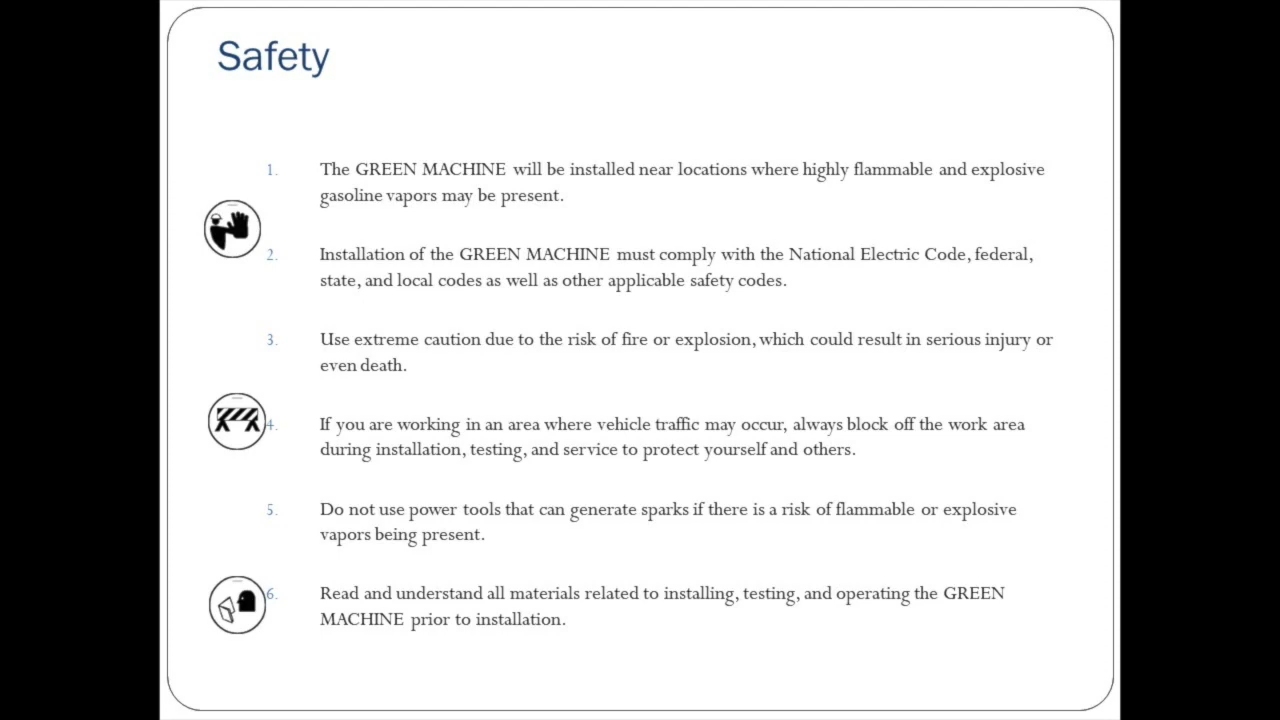 Safety
1. The GREEN MACHINE will be installed near locations where highly flammable and explosive
gasoline vapors may be present.
2. Installation of the GREEN MACHINE must comply with the National Electric Code, federal,
state, and local codes as well as other applicable safety codes.
3. Use extreme caution due to the risk of fire or explosion, which could result in serious injury or
even death.
4. If you are working in an area where vehicle traffic may occur, always block off the work area
during installation, testing, and service to protect yourself and others.
5. Do not use power tools that can generate sparks if there is a risk of flammable or explosive
vapors being present.
6. Read and understand all materials related to installing, testing, and operating the GREEN
MACHINE prior to installation.